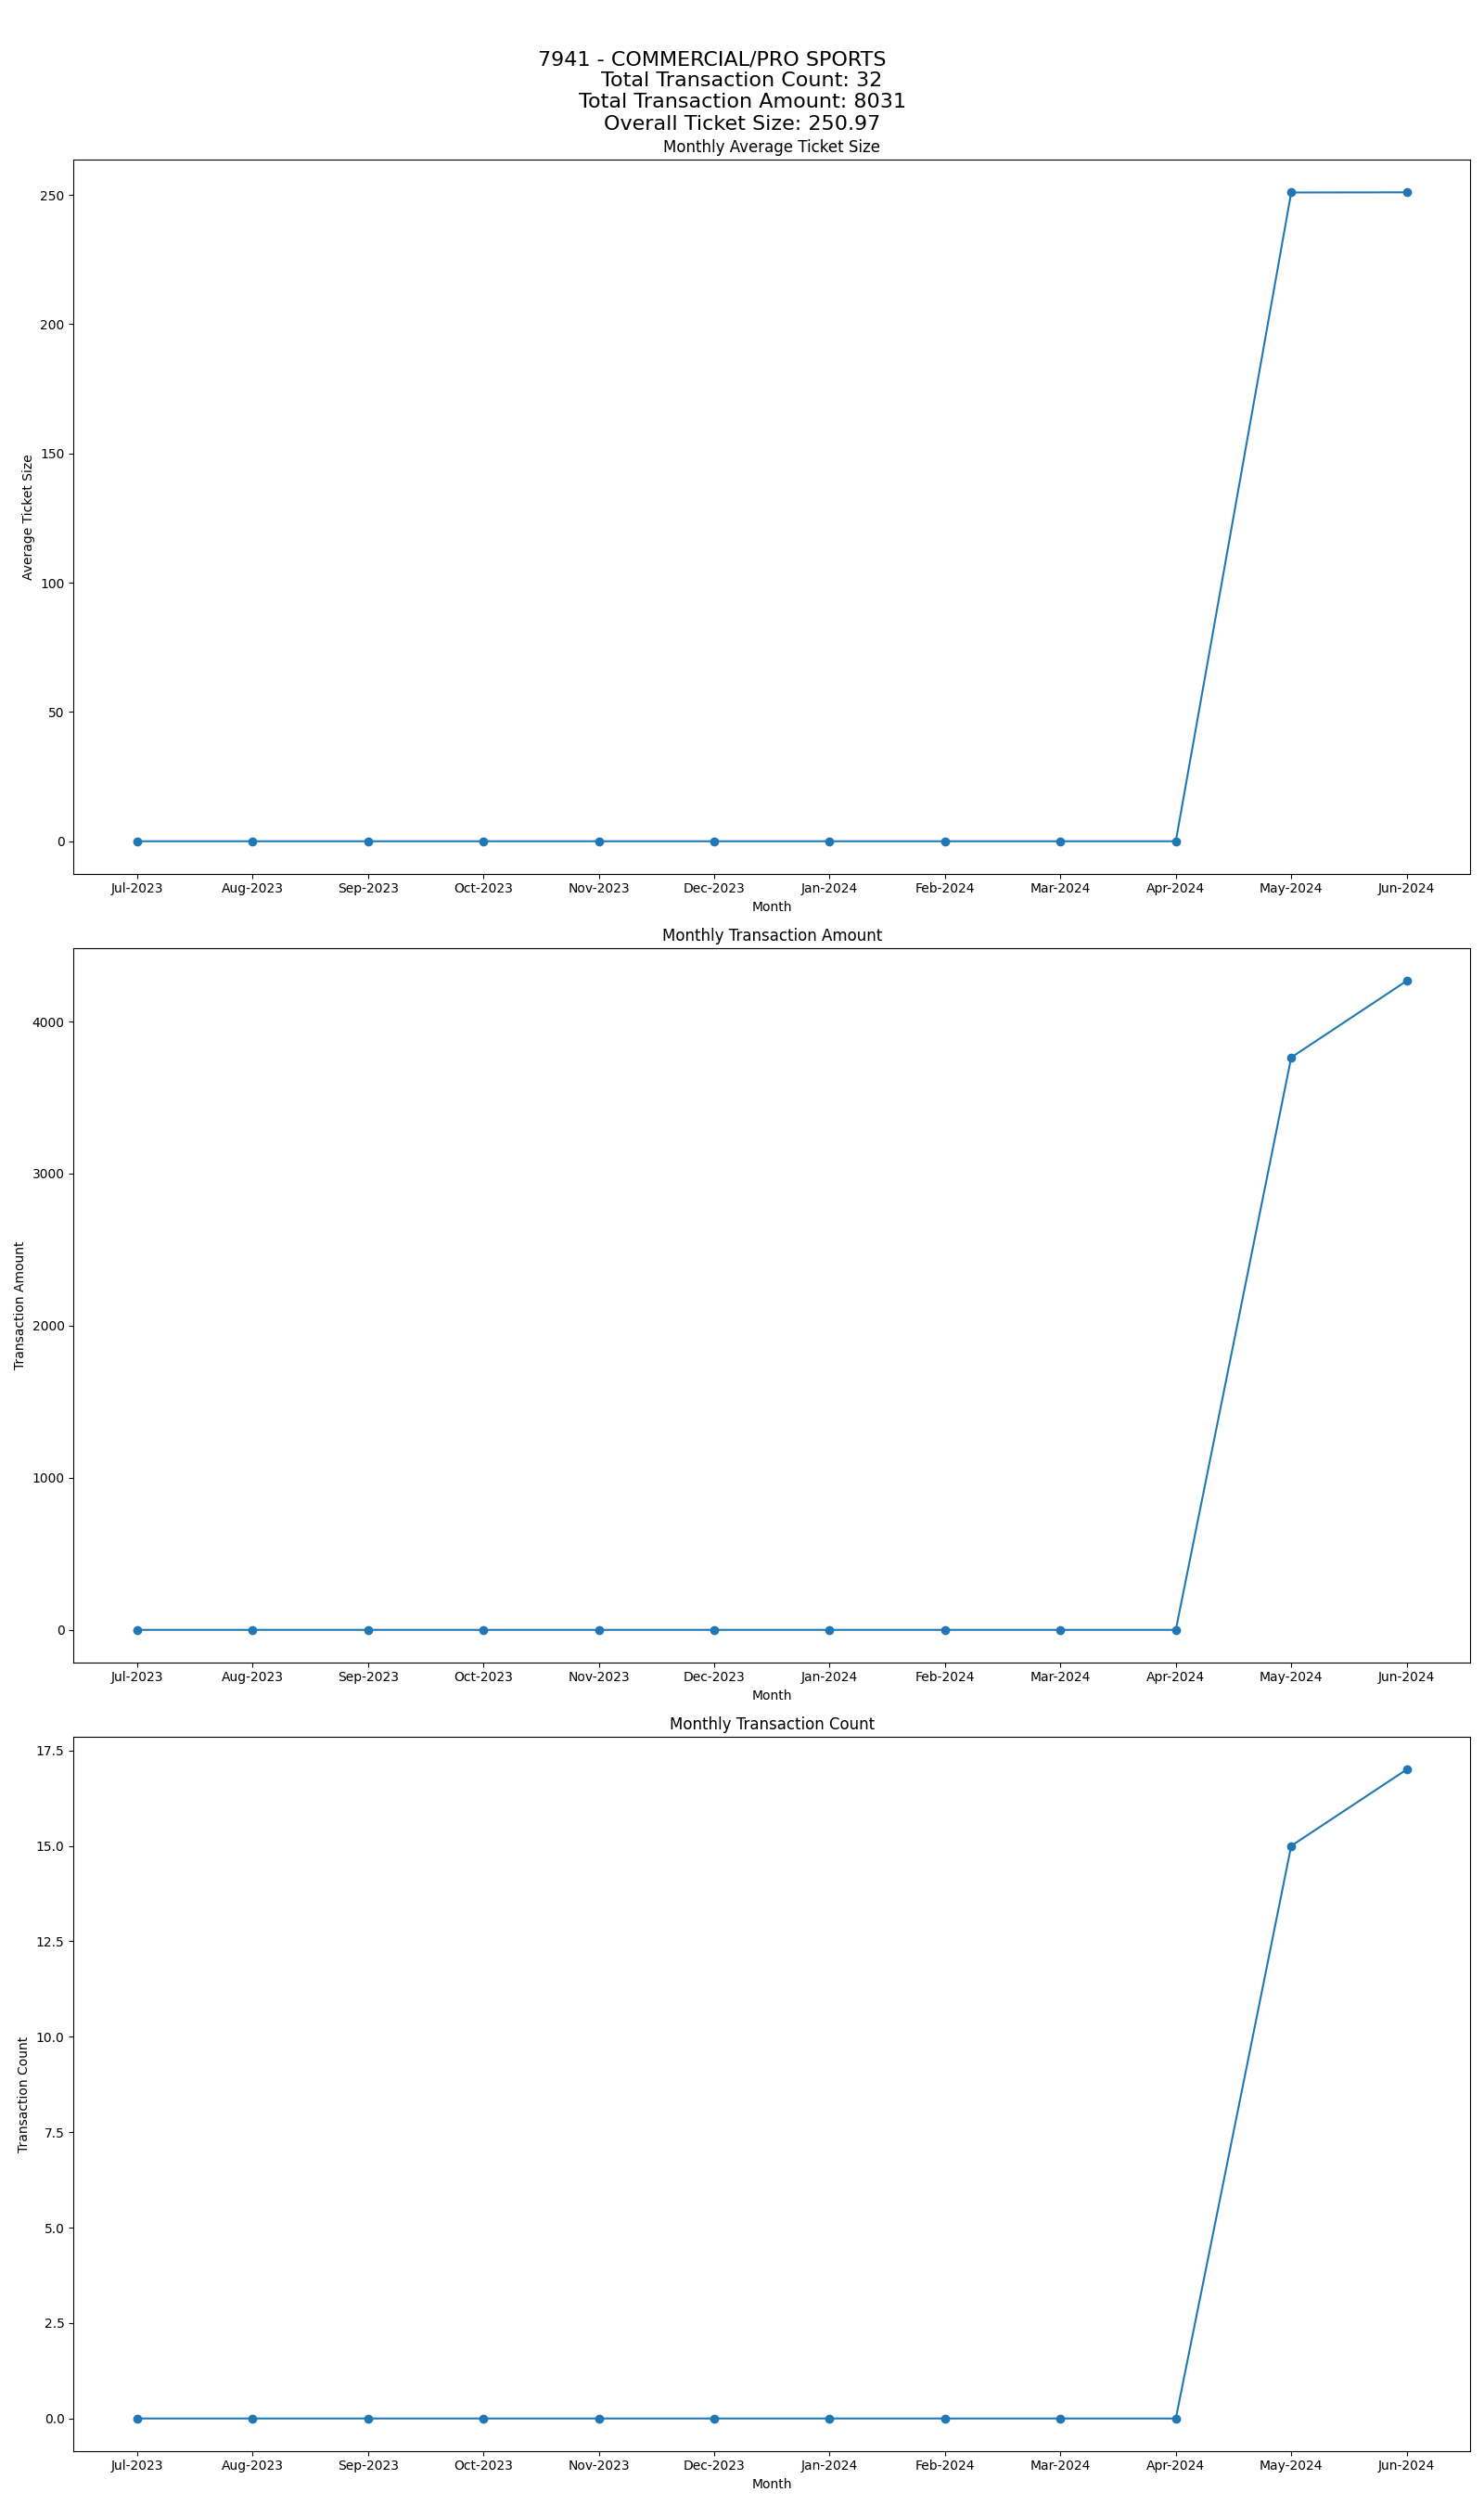 7941 - COMMERCIAL/PRO SPORTS
Total Transaction Count: 32
Total Transaction Amount: 8031
Overall Ticket Size: 250.97
Monthly Average Ticket Size
250
200
150
100
50
0
Average Ticket Size
Jul-2023 Aug-2023 Sep-2023 Oct-2023 Nov-2023 Dec-2023 Jan-2024 Feb-2024 Mar-2024 Apr-2024 May-2024 Jun-2024
Month
Monthly Transaction Amount
4000
3000
2000
1000
0
Transaction Amount
Jul-2023 Aug-2023 Sep-2023 Oct-2023 Nov-2023 Dec-2023 Jan-2024 Feb-2024 Mar-2024 Apr-2024 May-2024 Jun-2024
Month
Monthly Transaction Count
17.5
15.0
12.5
10.0
7.5
5.0
2.5
0.0
Transaction Count
Jul-2023 Aug-2023 Sep-2023 Oct-2023 Nov-2023 Dec-2023 Jan-2024 Feb-2024 Mar-2024 Apr-2024 May-2024 Jun-2024
Month